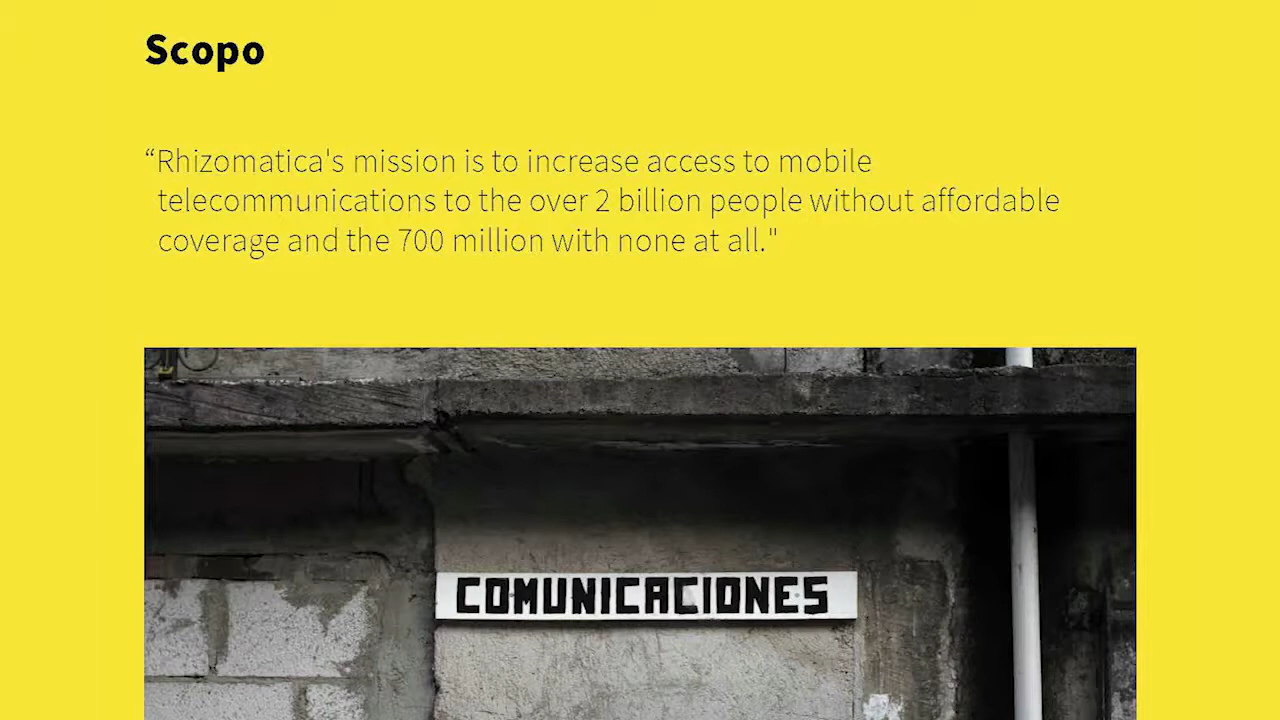 Scopo
“Rhizomatica's mission is to increase access to mobile
telecommunications to the over 2 billion people without affordable
coverage and the 700 million with none at all."
COMUNICACIONES